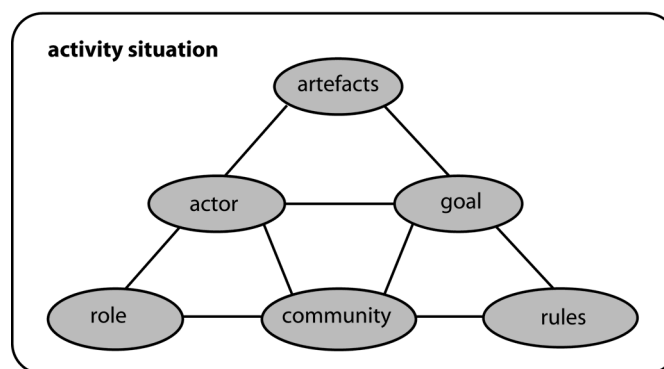 activity situation
artefacts
actor
goal
role
community
rules